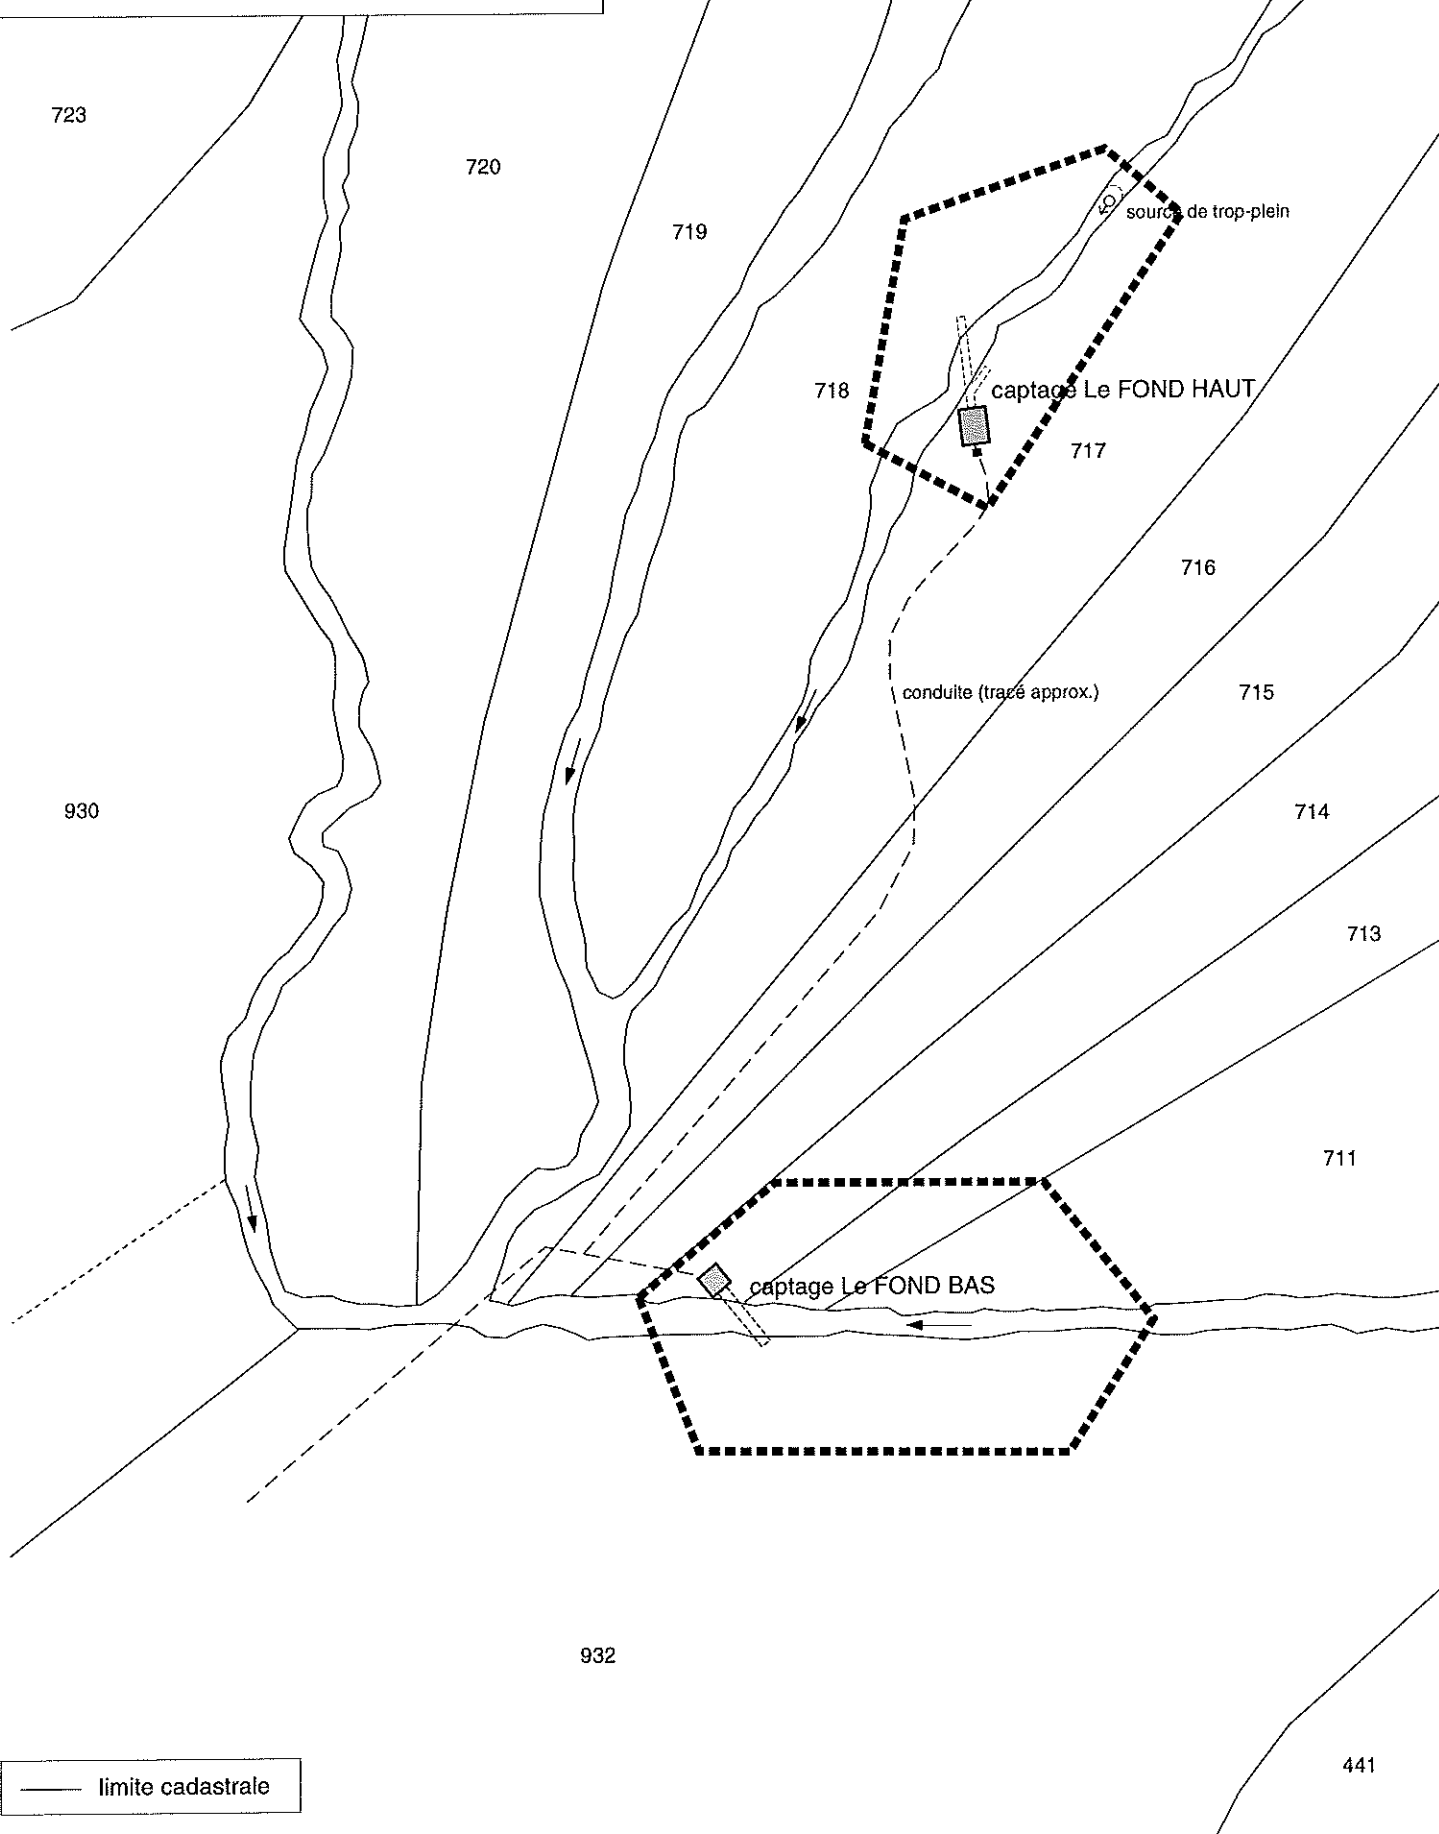 723
720
719
source de trop-plein
718
captage Le FOND HAUT
717
716
conduite (tracé approx.)
715
930
714
713
711
captage Le FOND BAS
932
441
limite cadastrale